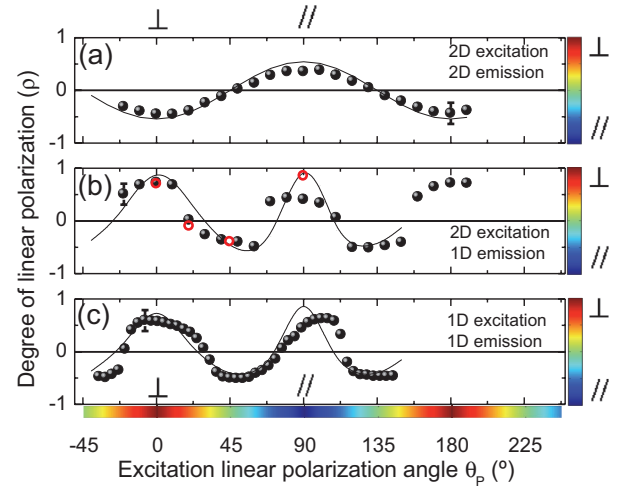 ⊥ //
(a) 2D excitation
2D emission
1
0
-1
⊥
//
(b)
2D excitation
1D emission
1
0
-1
⊥
//
(c) 1D excitation
1D emission
1
0
-1
⊥
//
⊥ //
Degree of linear polarization (ρ)
-45 0 45 90 135 180 225
Excitation linear polarization angle θP (º)